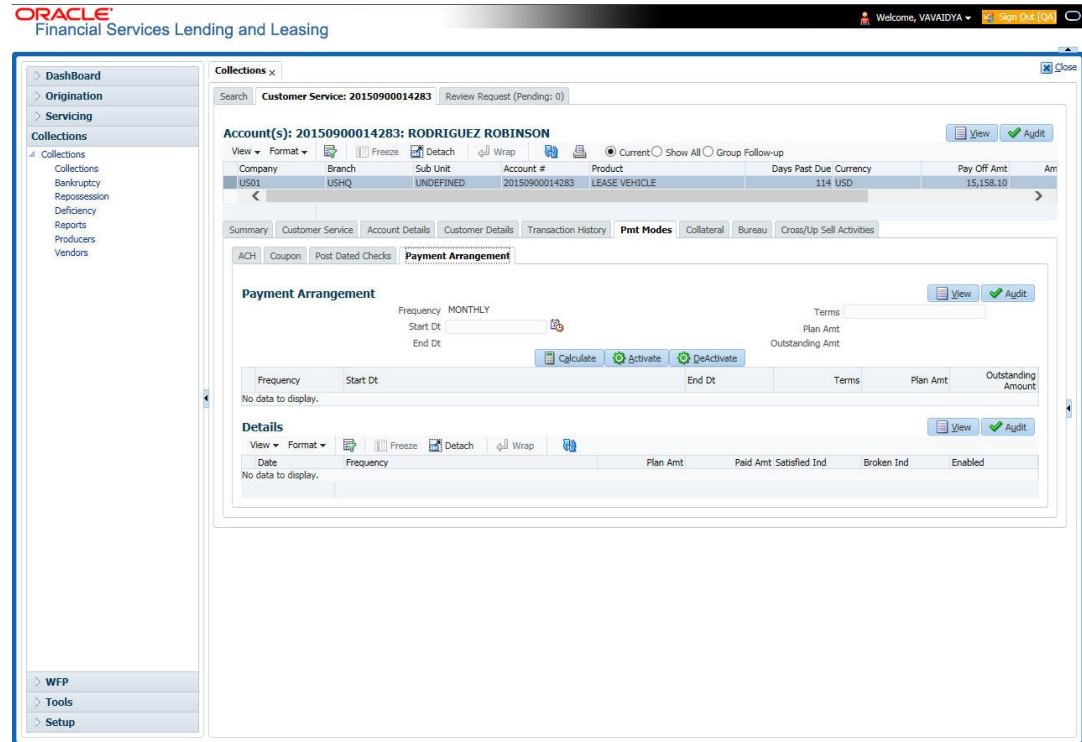 ORACLE
Financial Services Lending and Leasing
Welcome, VAVAIDYA
Sign Out [QA]
Close
DashBoard
Origination
Servicing
Collections
Collections
Collections
Bankruptcy
Repossession
Deficiency
Reports
Producers
Vendors
WFP
Tools
Setup
Collections x
Search Customer Service: 20150900014283 Review Request (Pending: 0)
Account(s): 20150900014283: RODRIGUEZ ROBINSON View Audit
View Format Freeze Detach Wrap Current Show All Group Follow-up
Company Branch Sub Unit Account # Product Days Past Due Currency Pay Off Amt Am
US01 USHQ UNDEFINED 20150900014283 LEASE VEHICLE 114 USD 15,158.10
Summary Customer Service Account Details Customer Details Transaction History Pmt Modes Collateral Bureau Cross/Up Sell Activities
ACH Coupon Post Dated Checks Payment Arrangement
Payment Arrangement View Audit
Frequency MONTHLY Terms
Start Dt Plan Amt
End Dt Outstanding Amt
Calculate Activate DeActivate
Frequency Start Dt End Dt Terms Plan Amt Outstanding Amount
No data to display.
Details View Audit
View Format Freeze Detach Wrap
Date Frequency Plan Amt Paid Amt Satisfied Ind Broken Ind Enabled
No data to display.